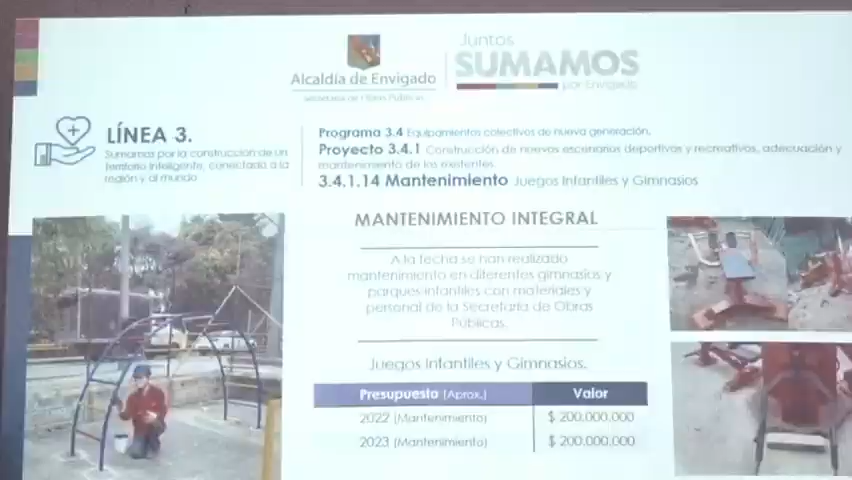 Alcaldía de Envigado
Secretaría de Obras Públicas
Juntos
SUMAMOS
por Envigado
LÍNEA 3.
Sumamos por la construcción de un
territorio inteligente, conectado a la
región y al mundo
Programa 3.4 Equipamientos colectivos de nueva generación.
Proyecto 3.4.1 Construcción de nuevos escenarios deportivos y recreativos, adecuación y
mantenimiento de los existentes
3.4.1.14 Mantenimiento Juegos Infantiles y Gimnasios
MANTENIMIENTO INTEGRAL
A la fecha se han realizado
mantenimiento en diferentes gimnasios y
parques infantiles con materiales y
personal de la Secretaría de Obras
Públicas.
Juegos Infantiles y Gimnasios.
Presupuesto (Aprox.) Valor
2022 (Mantenimiento) $ 200.000.000
2023 (Mantenimiento) $ 200.000.000